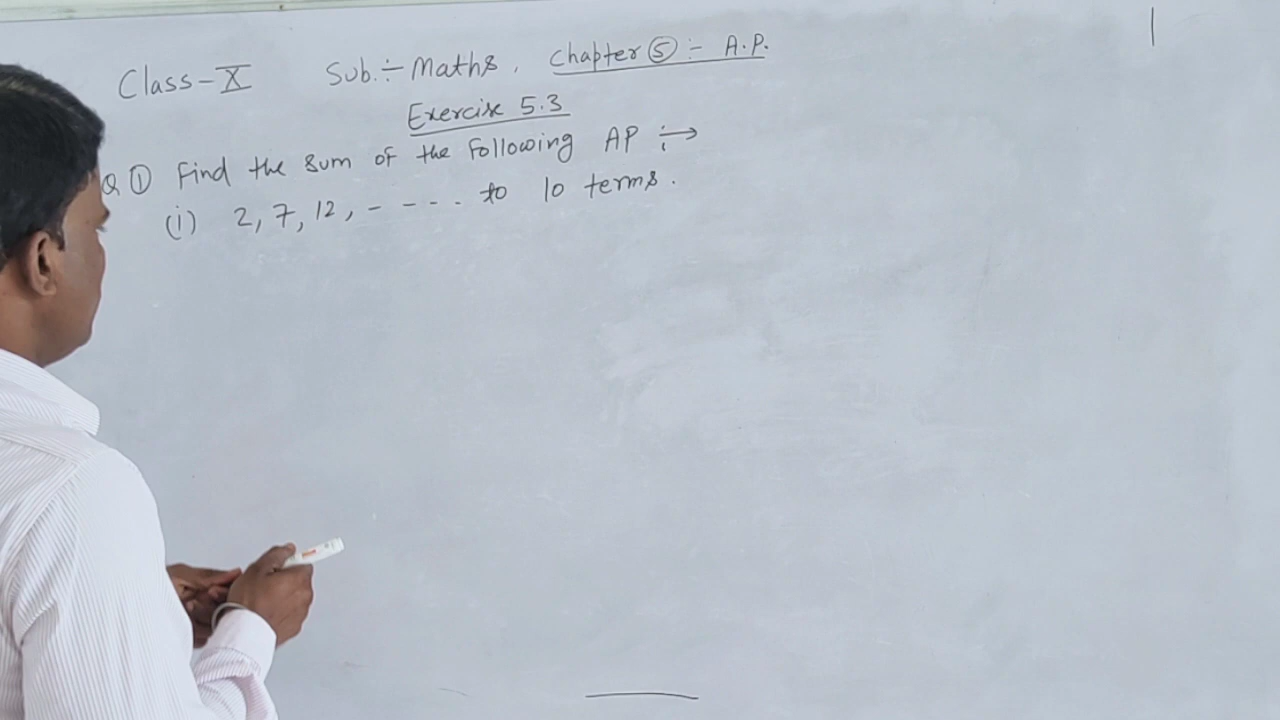 Class-X Sub.÷ Maths, Chapter ⑤ :- A.P.
Exercise 5.3
Q ① Find the sum of the following AP :→
(i) 2, 7, 12, - - - - . to 10 terms.